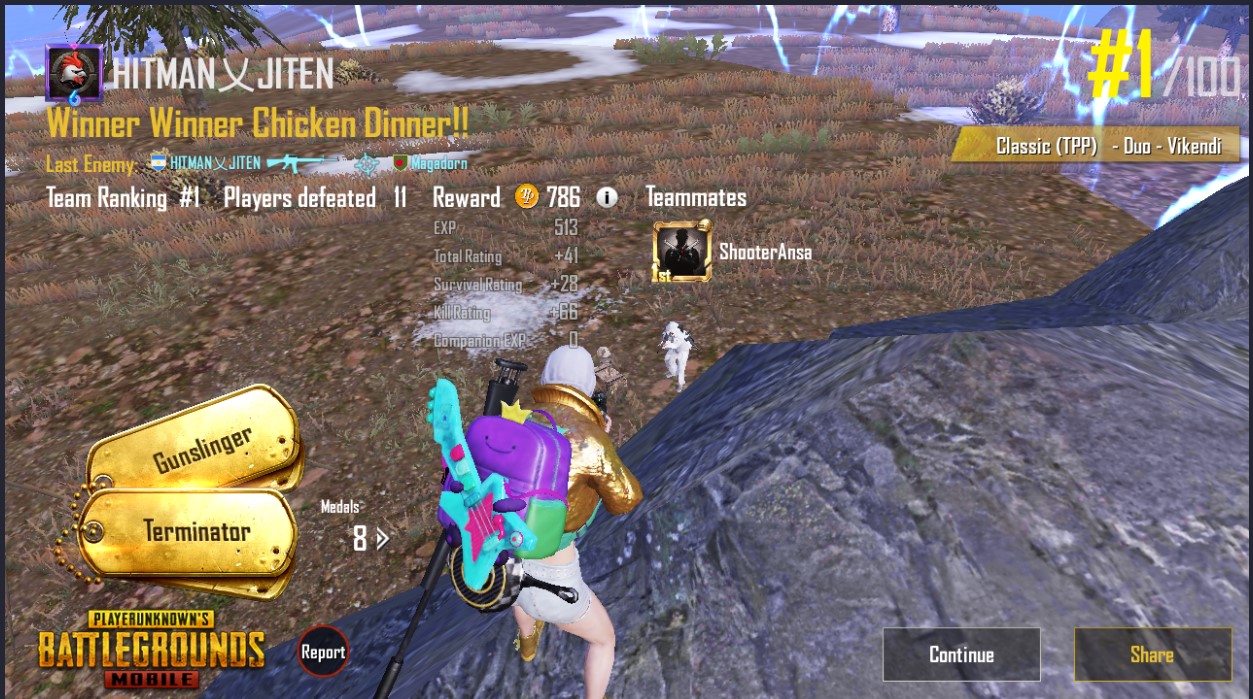 HITMAN乂JITEN
#1/100
Winner Winner Chicken Dinner!!
Classic (TPP) - Duo - Vikendi
Last Enemy: HITMAN乂JITEN Magadorn
Team Ranking #1 Players defeated 11 Reward 786 i Teammates
EXP 513
Total Rating +41
Survival Rating +28
Kill Rating +66
Companion EXP 0
1st
ShooterAnsa
Gunslinger
Terminator
Medals
8
PLAYERUNKNOWN'S
BATTLEGROUNDS
MOBILE
Report
Continue
Share